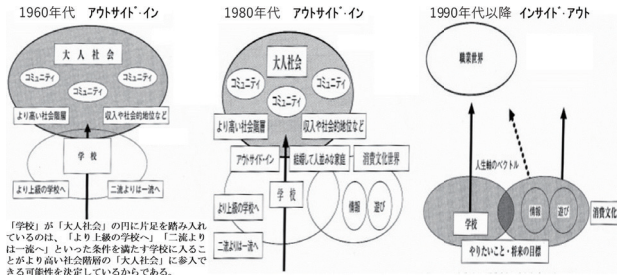 1960年代 アウトサイド・イン
大人社会
コミュニティ
コミュニティ
コミュニティ
より高い社会階層
収入や社会的地位など
学校
より上級の学校へ
二流よりは一流へ
「学校」が「大人社会」の円に片足を踏み入れ
ているのは、「より上級の学校へ」「二流より
は一流へ」といった条件を満たす学校に入るこ
とがより高い社会階層の「大人社会」に参入で
きる可能性を決定しているからである。
1980年代 アウトサイド・イン
大人社会
コミュニティ
コミュニティ
コミュニティ
より高い社会階層
収入や社会的地位など
アウトサイド・イン
結婚して人並みな家庭
消費文化世界
より上級の学校へ
学校
情報
遊び
二流よりは一流へ
1990年代以降 インサイド・アウト
職業世界
人生軸のベクトル
学校
情報
遊び
消費文化
やりたいこと・将来の目標